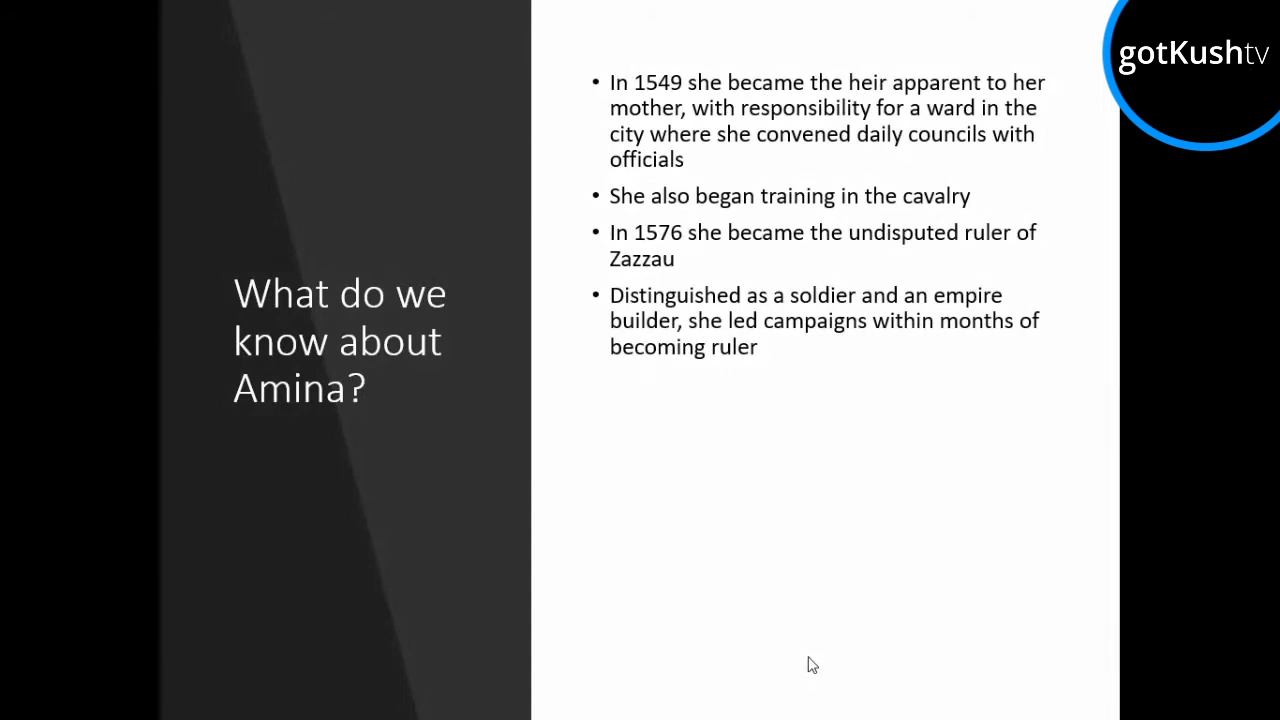 gotKushtv
What do we
know about
Amina?
• In 1549 she became the heir apparent to her
mother, with responsibility for a ward in the
city where she convened daily councils with
officials
• She also began training in the cavalry
• In 1576 she became the undisputed ruler of
Zazzau
• Distinguished as a soldier and an empire
builder, she led campaigns within months of
becoming ruler